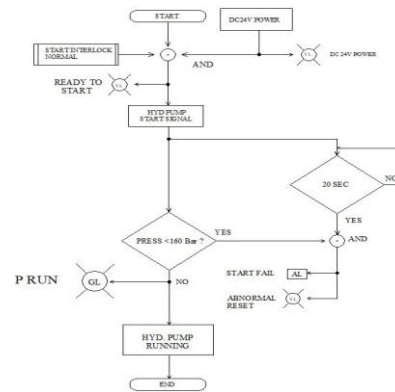 START
DC24V POWER
START INTERLOCK
NORMAL
DC 24V POWER
AND
READY TO
START
HYD PUMP
START SIGNAL
20 SEC
NO
YES
PRESS <160 Bar ?
YES
AND
START FAIL
AL
P RUN
GL
NO
ABNORMAL
RESET
HYD. PUMP
RUNNING
END